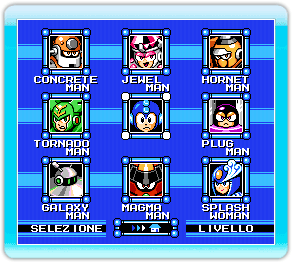 CONCRETE MAN
JEWEL MAN
HORNET MAN
TORNADO MAN
PLUG MAN
GALAXY MAN
MAGMA MAN
SPLASH WOMAN
SELEZIONE
LIVELLO